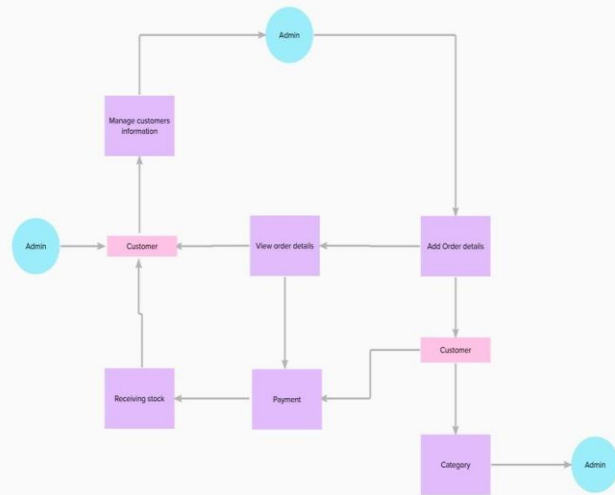 Admin
Manage customers
information
Admin
Customer
View order details
Add Order details
Customer
Receiving stock
Payment
Category
Admin